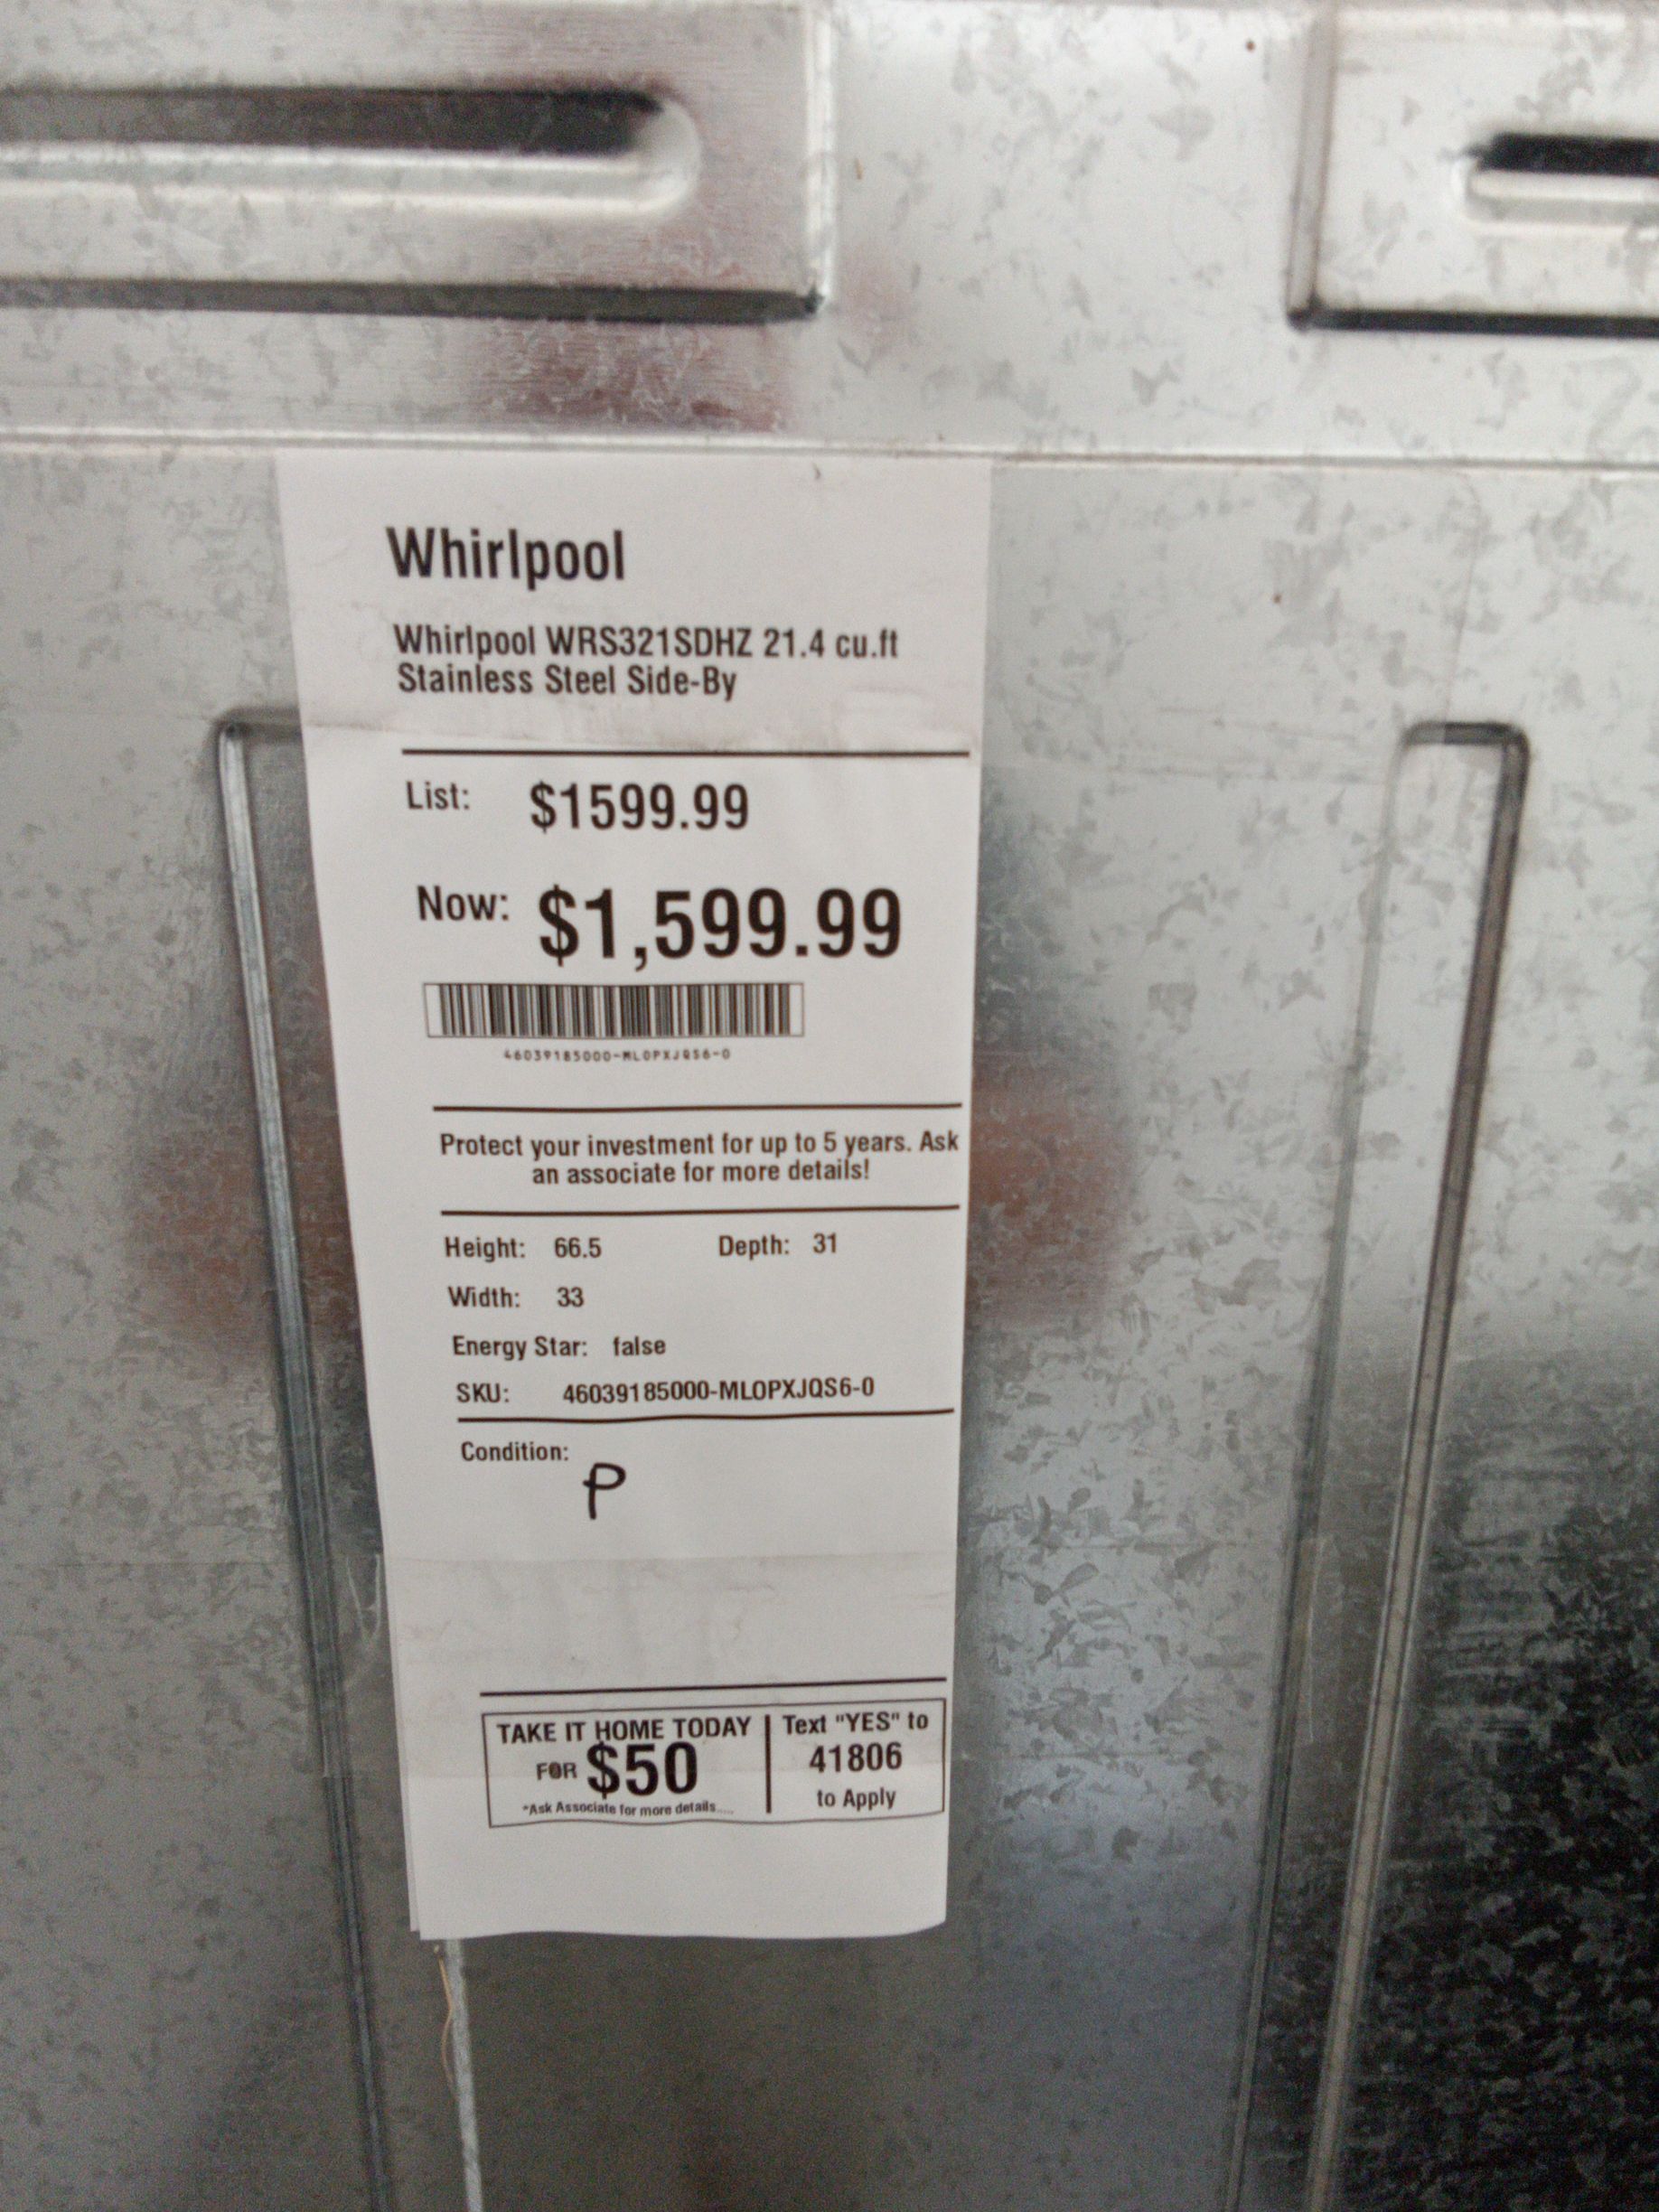 Whirlpool
Whirlpool WRS321SDHZ 21.4 cu.ft
Stainless Steel Side-By
List: $1599.99
Now: $1,599.99
46039185000-MLOPXJQS6-0
Protect your investment for up to 5 years. Ask
an associate for more details!
Height: 66.5 Depth: 31
Width: 33
Energy Star: false
SKU: 46039185000-MLOPXJQS6-0
Condition:
P
TAKE IT HOME TODAY
FOR $50
*Ask Associate for more details.....
Text "YES" to
41806
to Apply